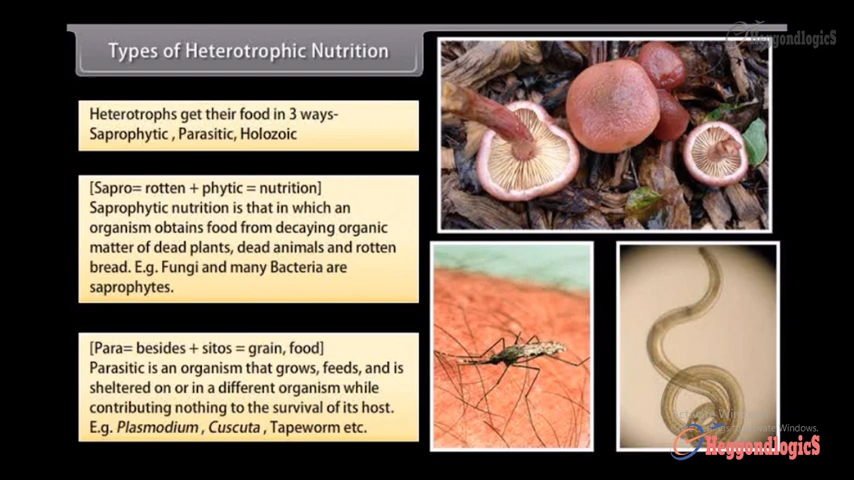 HeggondlogicS
Types of Heterotrophic Nutrition
Heterotrophs get their food in 3 ways-
Saprophytic , Parasitic, Holozoic
[Sapro= rotten + phytic = nutrition]
Saprophytic nutrition is that in which an
organism obtains food from decaying organic
matter of dead plants, dead animals and rotten
bread. E.g. Fungi and many Bacteria are
saprophytes.
[Para= besides + sitos = grain, food]
Parasitic is an organism that grows, feeds, and is
sheltered on or in a different organism while
contributing nothing to the survival of its host.
E.g. Plasmodium , Cuscuta , Tapeworm etc.
HeggondlogicS